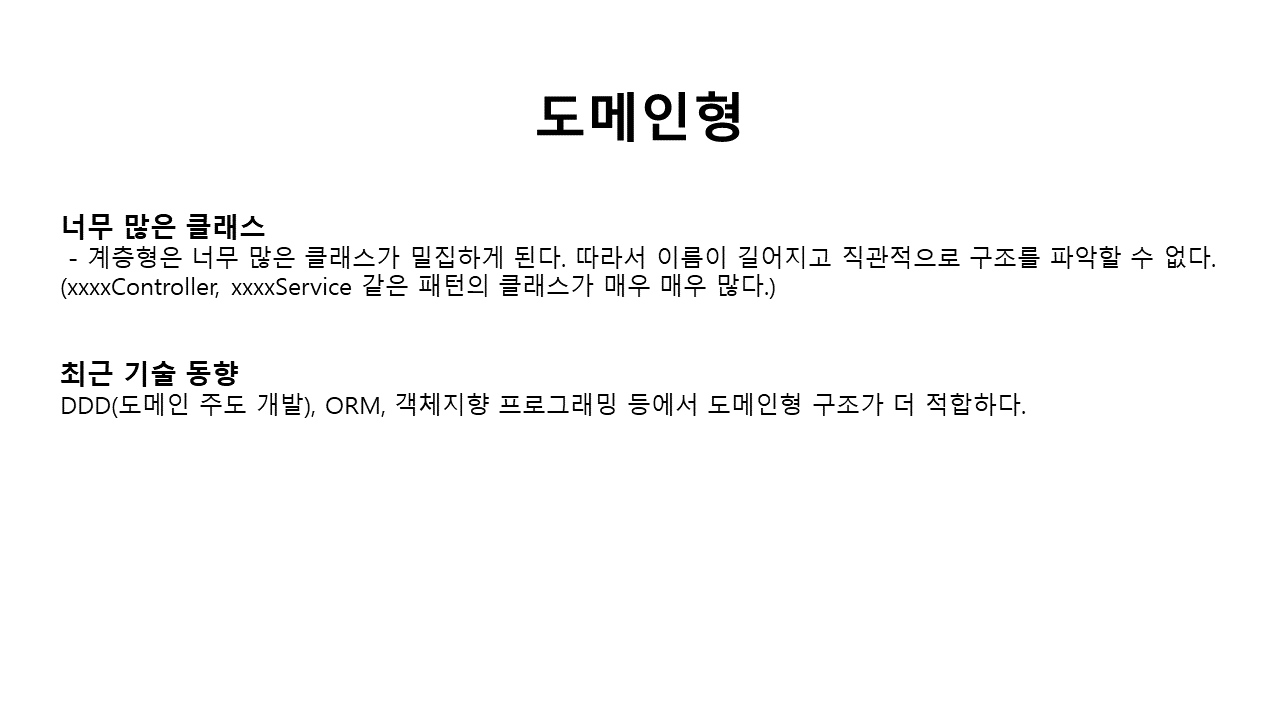 도메인형
너무 많은 클래스
- 계층형은 너무 많은 클래스가 밀집하게 된다. 따라서 이름이 길어지고 직관적으로 구조를 파악할 수 없다.
(xxxxController, xxxxService 같은 패턴의 클래스가 매우 매우 많다.)
최근 기술 동향
DDD(도메인 주도 개발), ORM, 객체지향 프로그래밍 등에서 도메인형 구조가 더 적합하다.